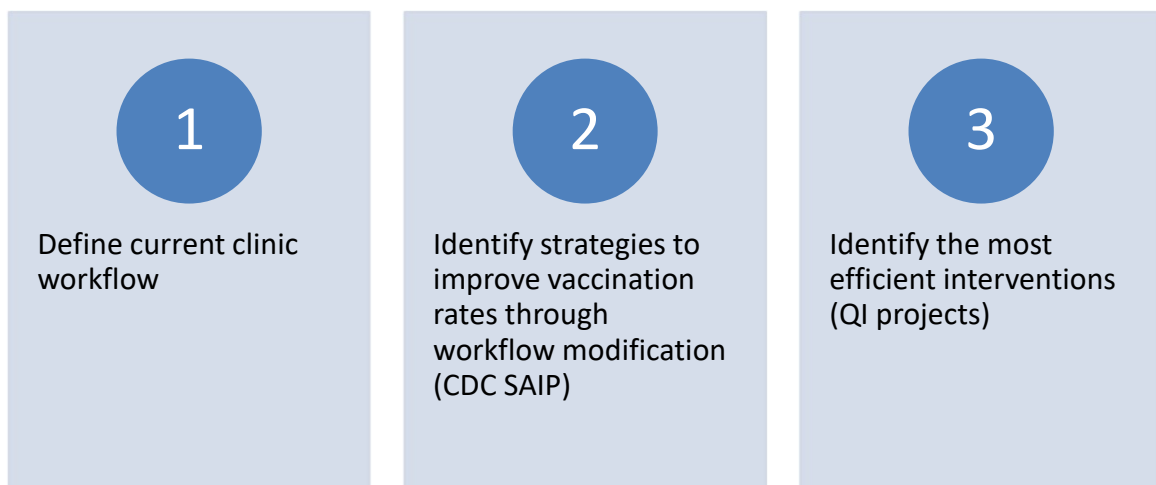 1
Define current clinic
workflow
2
Identify strategies to
improve vaccination
rates through
workflow modification
(CDC SAIP)
3
Identify the most
efficient interventions
(QI projects)